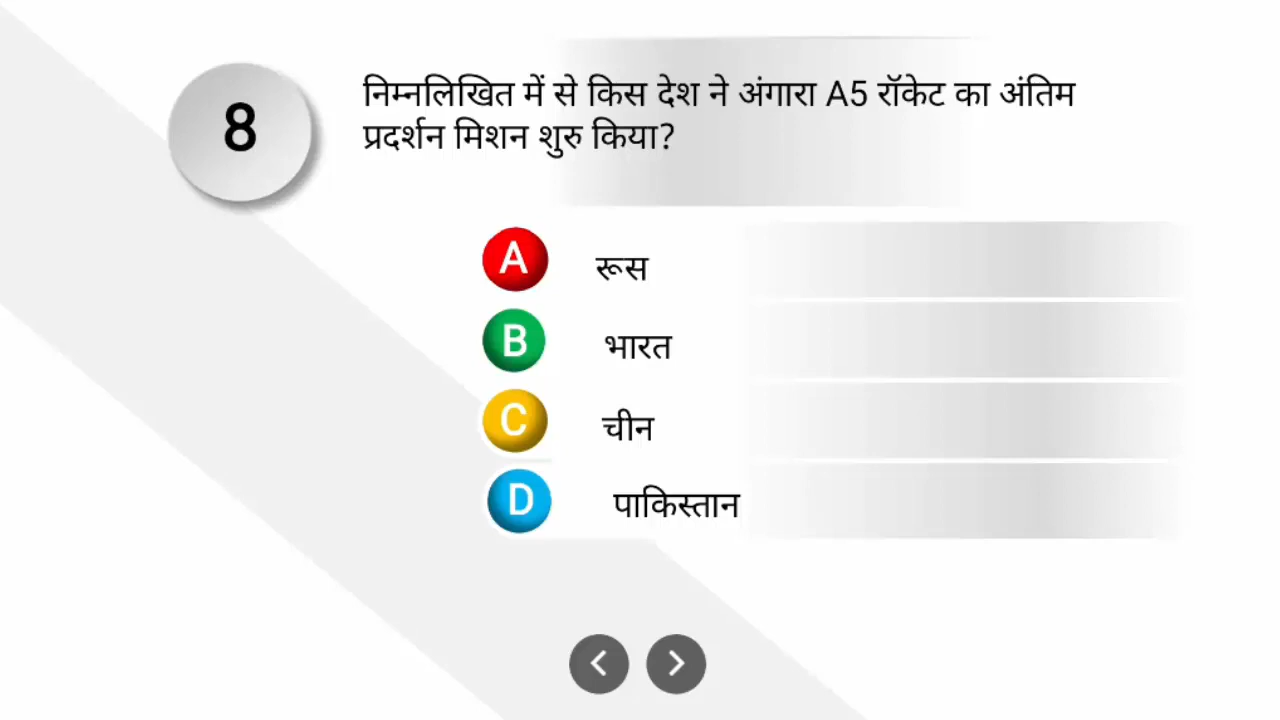 8
निम्नलिखित में से किस देश ने अंगारा A5 रॉकेट का अंतिम
प्रदर्शन मिशन शुरु किया?
A रूस
B भारत
C चीन
D पाकिस्तान